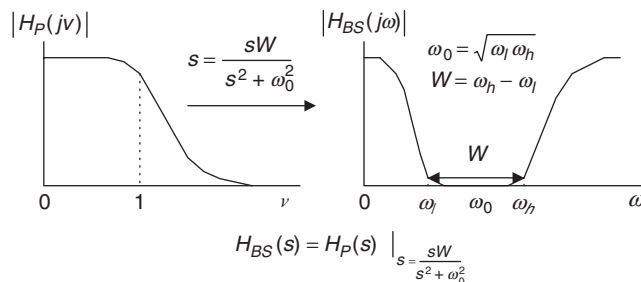 |H_P(jv)|
s = sW / (s² + ω₀²)
|H_BS(jω)|
ω₀ = √(ω_l ω_h)
W = ω_h − ω_l
W
0 1 ν
0 ω_l ω₀ ω_h ω
H_BS(s) = H_P(s) |_{s = sW / (s² + ω₀²)}